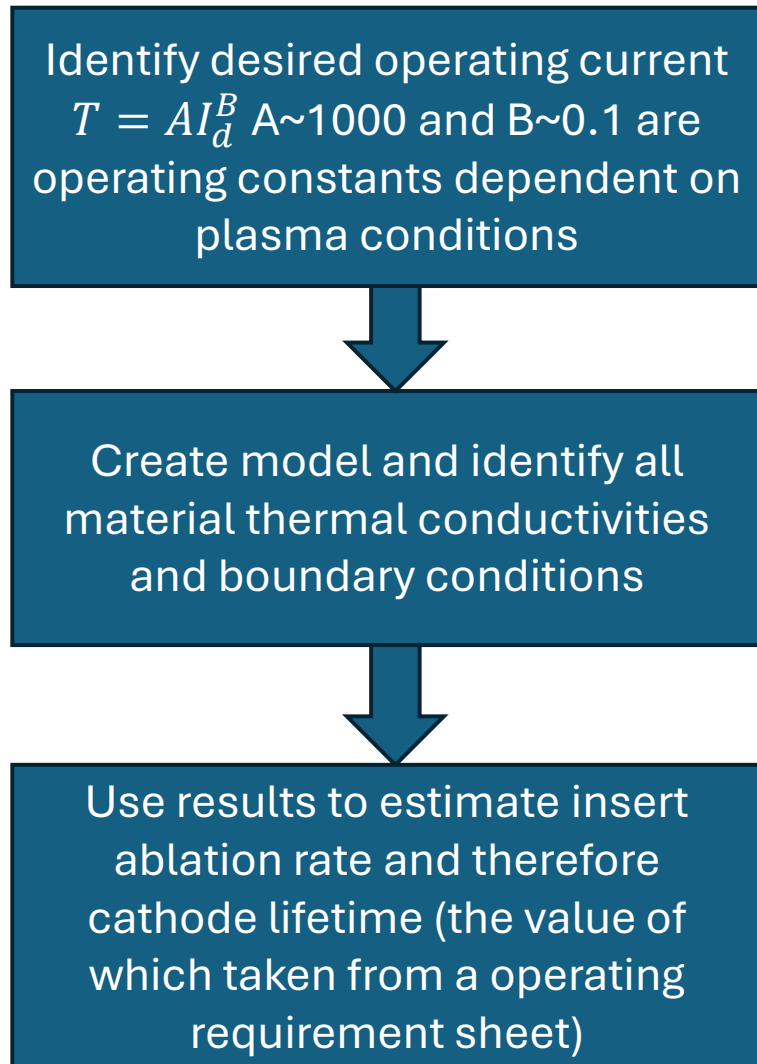 Identify desired operating current
𝑇 = 𝐴𝐼_𝑑^𝐵 A~1000 and B~0.1 are
operating constants dependent on
plasma conditions
Create model and identify all
material thermal conductivities
and boundary conditions
Use results to estimate insert
ablation rate and therefore
cathode lifetime (the value of
which taken from a operating
requirement sheet)